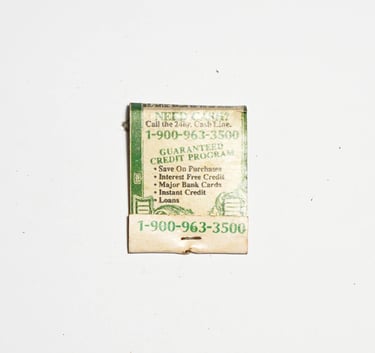 NEED CASH?
Call the 24hr. Cash Line.
1-900-963-3500
GUARANTEED
CREDIT PROGRAM
• Save On Purchases
• Interest Free Credit
• Major Bank Cards
• Instant Credit
• Loans
1-900-963-3500